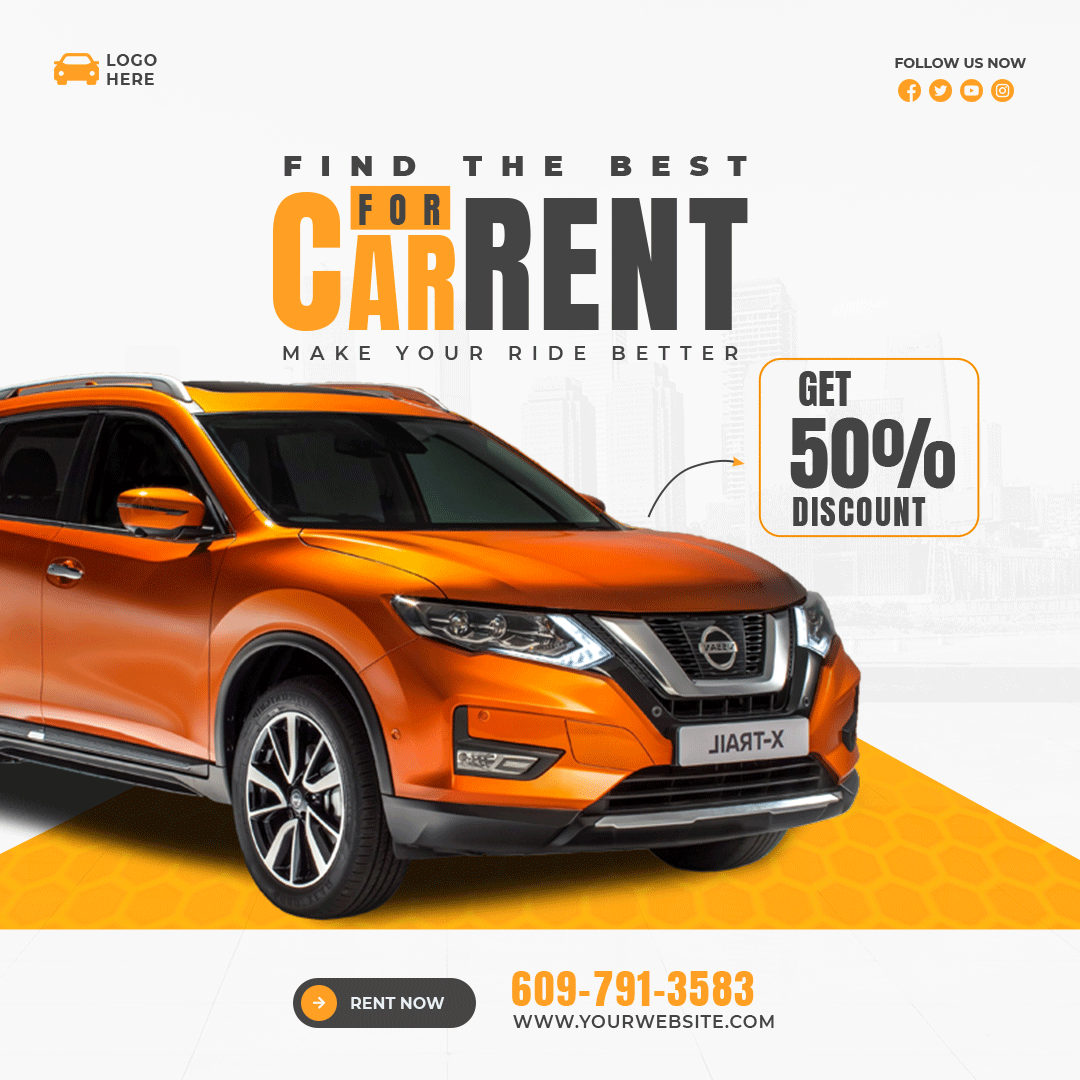 LOGO
HERE
FOLLOW US NOW
FIND THE BEST
FOR
CAR RENT
MAKE YOUR RIDE BETTER
GET
50%
DISCOUNT
NISSAN
X-TRAIL
RENT NOW
609-791-3583
WWW.YOURWEBSITE.COM